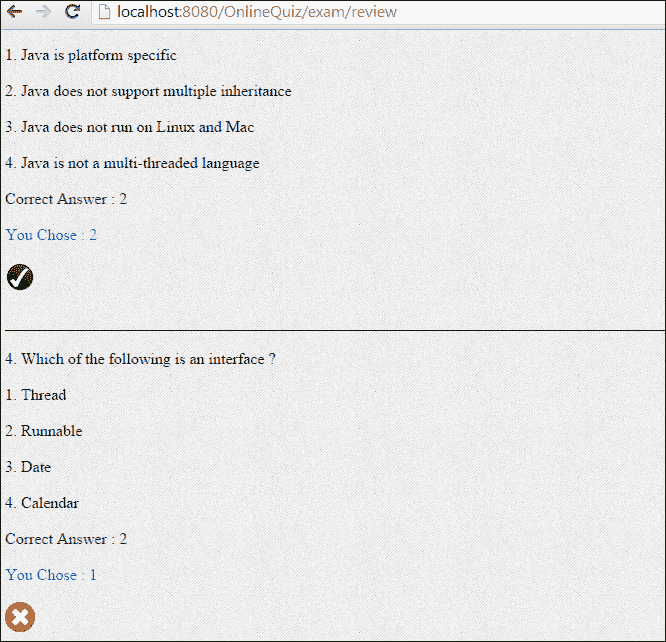 localhost:8080/OnlineQuiz/exam/review
1. Java is platform specific
2. Java does not support multiple inheritance
3. Java does not run on Linux and Mac
4. Java is not a multi-threaded language
Correct Answer : 2
You Chose : 2
4. Which of the following is an interface ?
1. Thread
2. Runnable
3. Date
4. Calendar
Correct Answer : 2
You Chose : 1